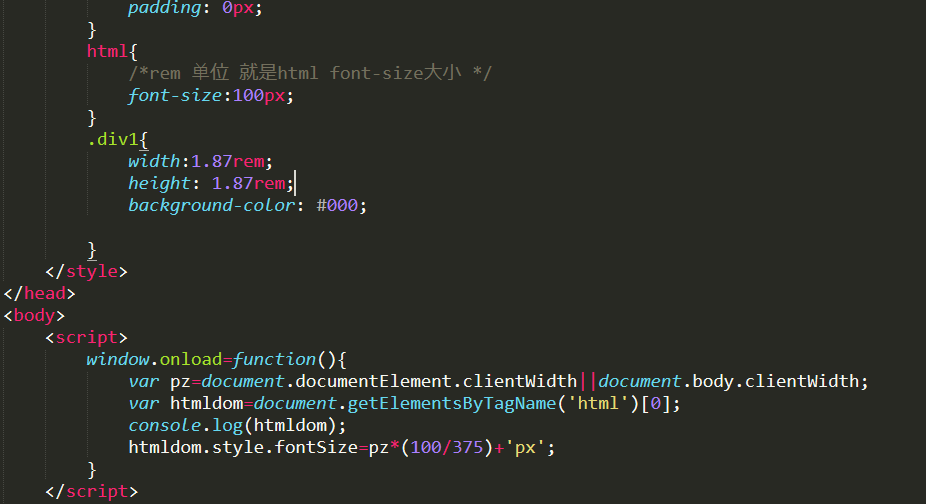 padding: 0px;
}
html{
/*rem 单位 就是html font-size大小 */
font-size:100px;
}
.div1{
width:1.87rem;
height: 1.87rem;
background-color: #000;
}
</style>
</head>
<body>
<script>
window.onload=function(){
var pz=document.documentElement.clientWidth||document.body.clientWidth;
var htmldom=document.getElementsByTagName('html')[0];
console.log(htmldom);
htmldom.style.fontSize=pz*(100/375)+'px';
}
</script>